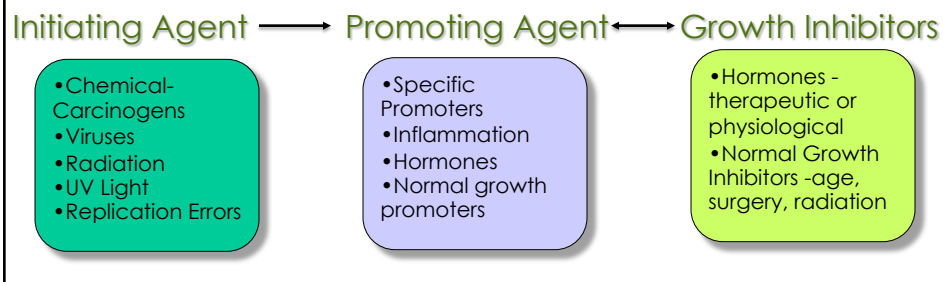 Initiating Agent Promoting Agent Growth Inhibitors
•Chemical-
Carcinogens
•Viruses
•Radiation
•UV Light
•Replication Errors
•Specific
Promoters
•Inflammation
•Hormones
•Normal growth
promoters
•Hormones -
therapeutic or
physiological
•Normal Growth
Inhibitors -age,
surgery, radiation